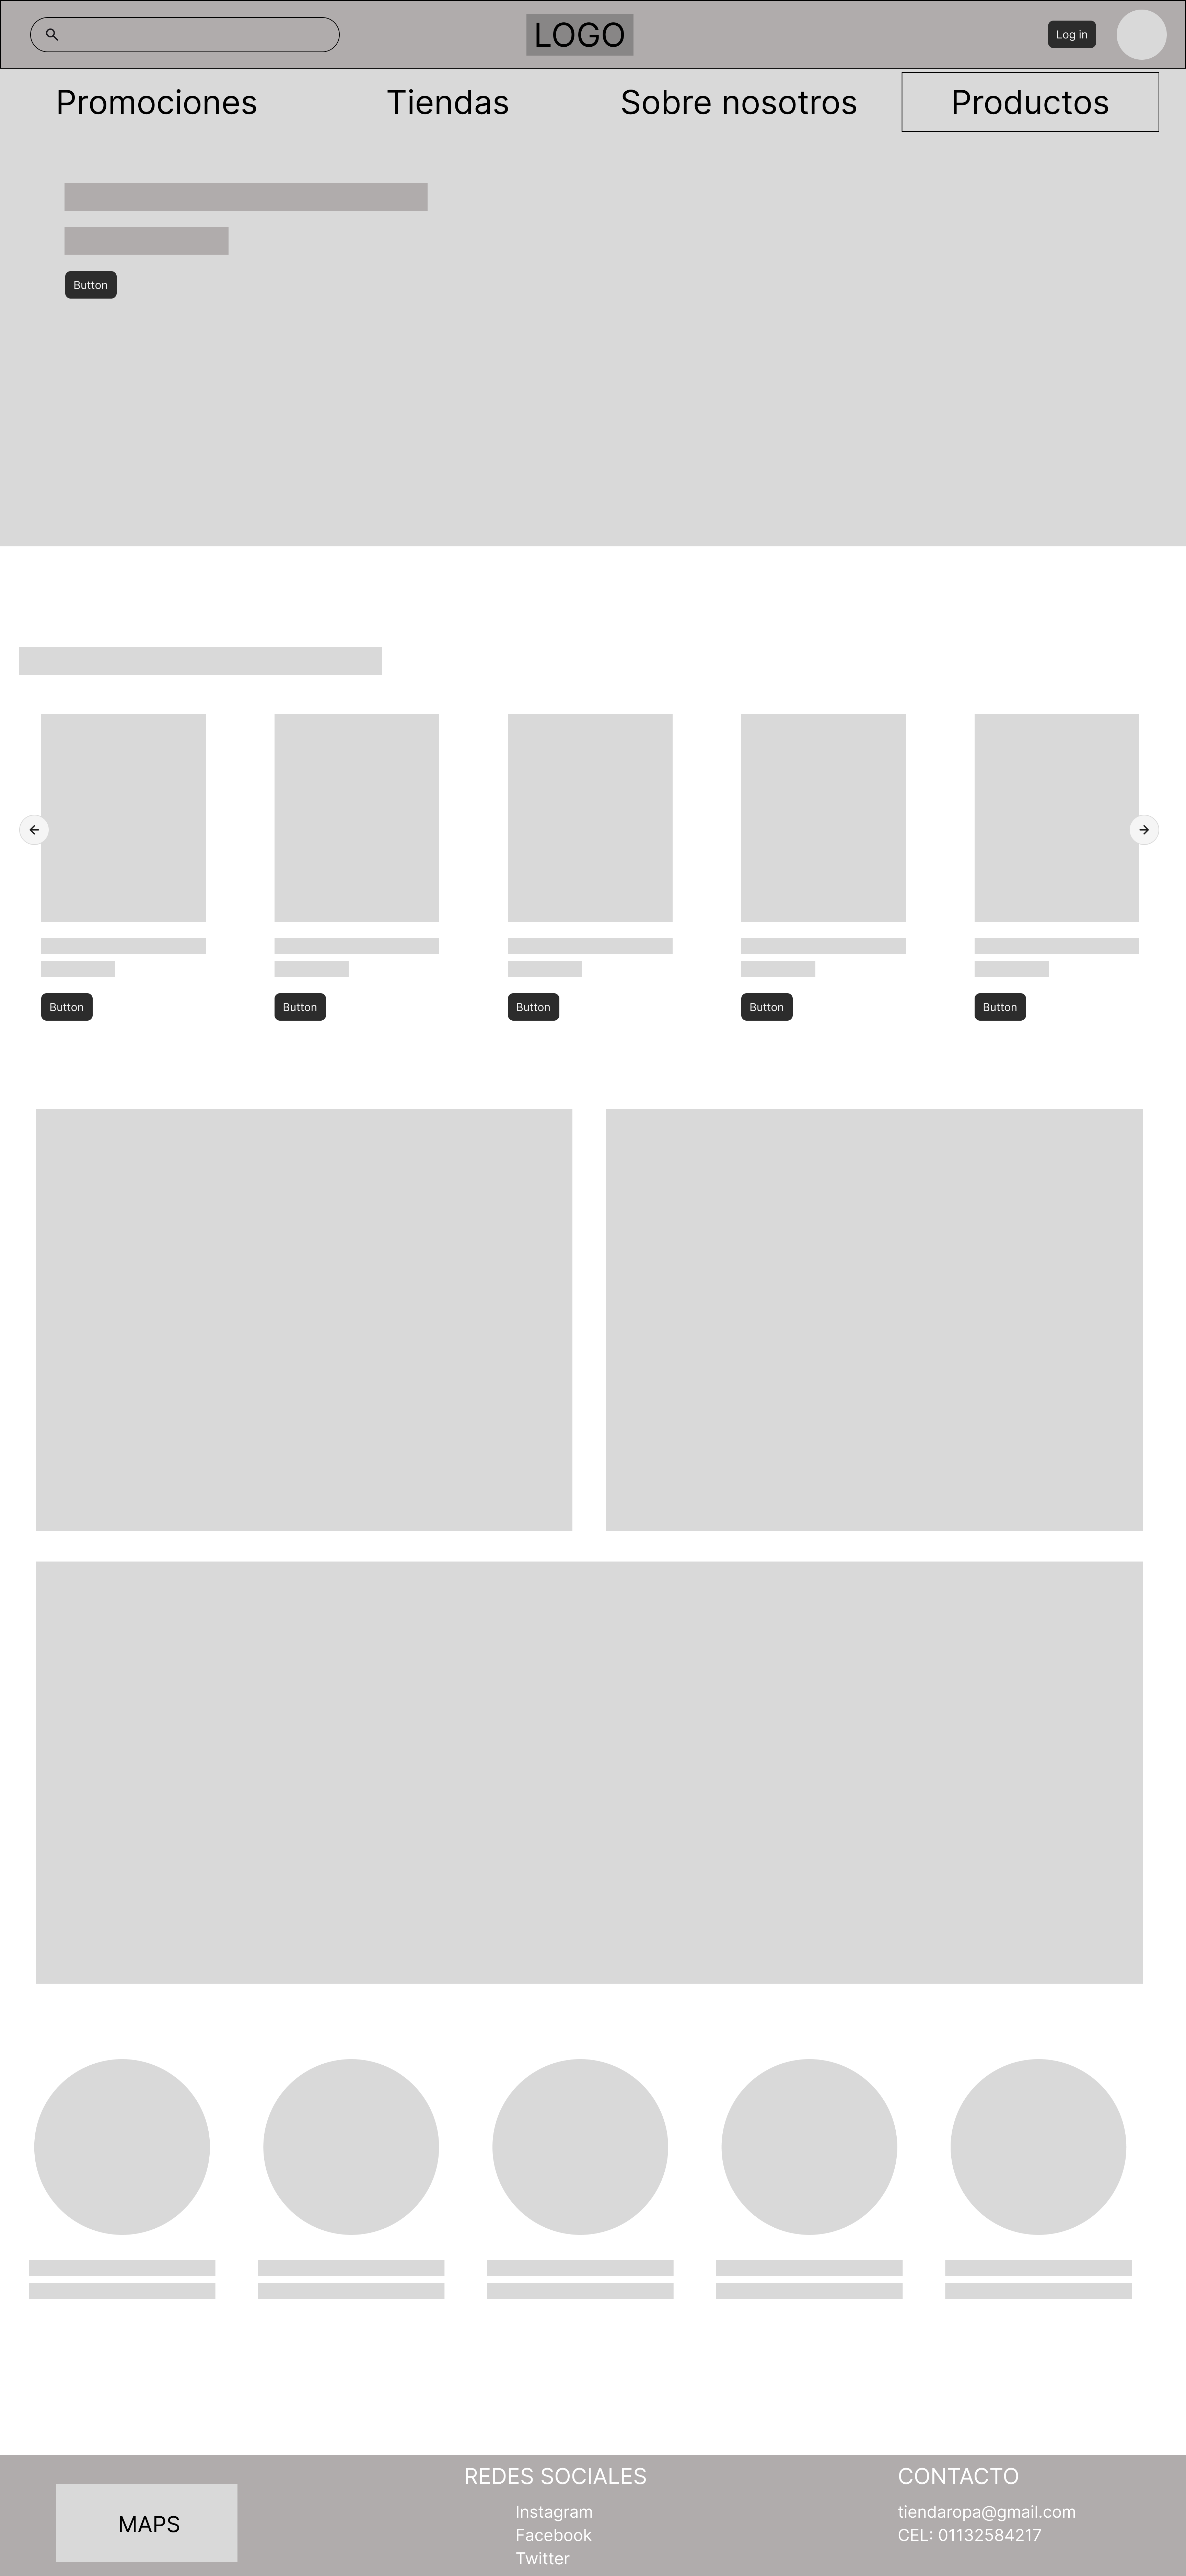 LOGO
Log in
Promociones
Tiendas
Sobre nosotros
Productos
Button
Button
Button
Button
Button
Button
MAPS
REDES SOCIALES
Instagram
Facebook
Twitter
CONTACTO
tiendaropa@gmail.com
CEL: 01132584217